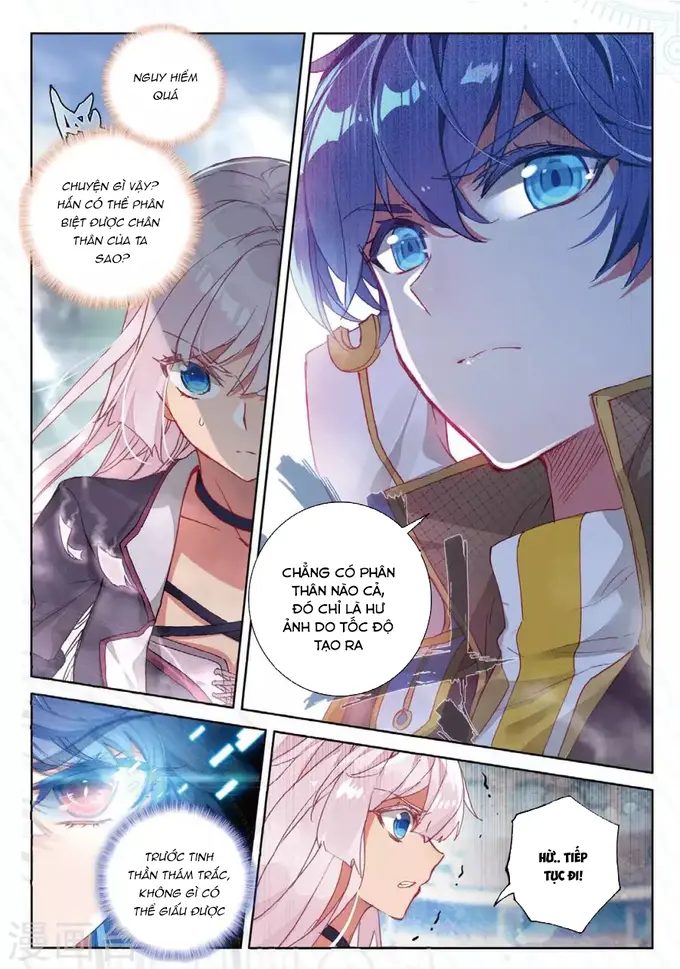 NGUY HIỂM
QUÁ
CHUYỆN GÌ VẬY?
HẮN CÓ THỂ PHÂN
BIỆT ĐƯỢC CHÂN
THÂN CỦA TA
SAO?
CHẲNG CÓ PHÂN
THÂN NÀO CẢ,
ĐÓ CHỈ LÀ HƯ
ẢNH DO TỐC ĐỘ
TẠO RA
TRƯỚC TINH
THẦN THÁM TRẮC,
KHÔNG GÌ CÓ
THỂ GIẤU ĐƯỢC
HỪ.. TIẾP
TỤC ĐI!